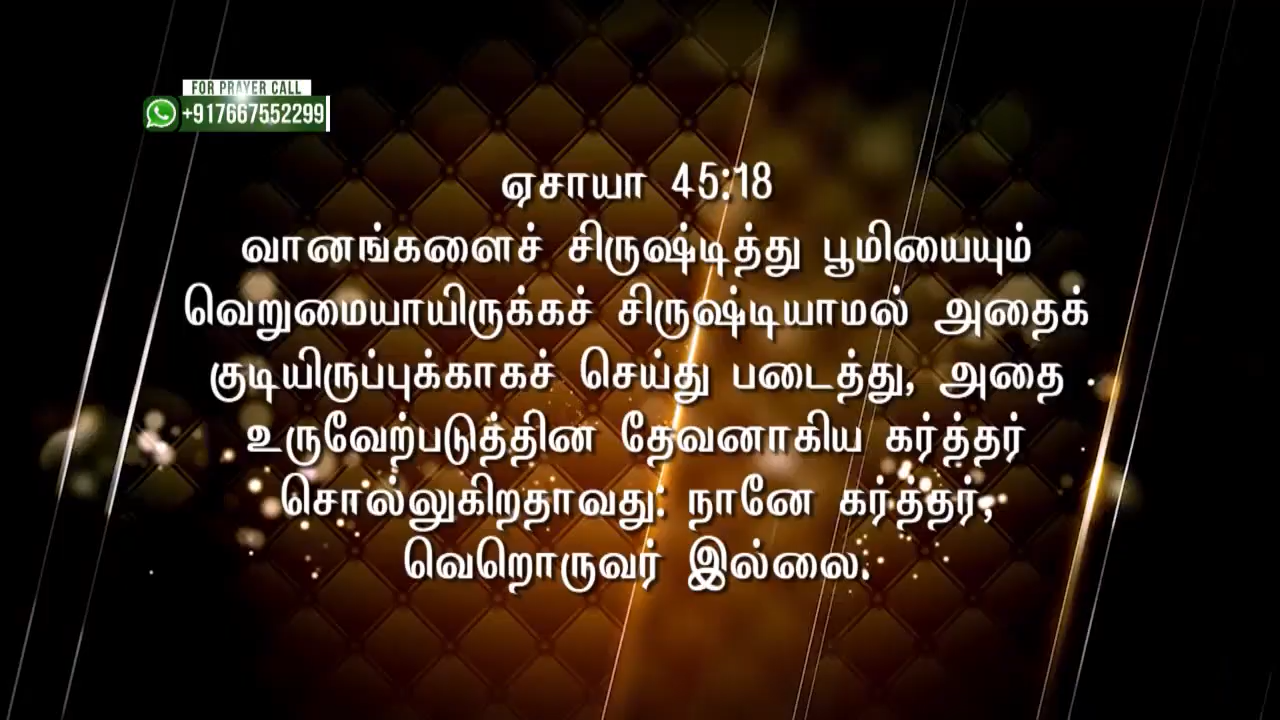 FOR PRAYER CALL
+917667552299
ஏசாயா 45:18
வானங்களைச் சிருஷ்டித்து பூமியையும்
வெறுமையாயிருக்கச் சிருஷ்டியாமல் அதைக்
குடியிருப்புக்காகச் செய்து படைத்து, அதை
உருவேற்படுத்தின தேவனாகிய கர்த்தர்
சொல்லுகிறதாவது: நானே கர்த்தர்,
வெறொருவர் இல்லை.